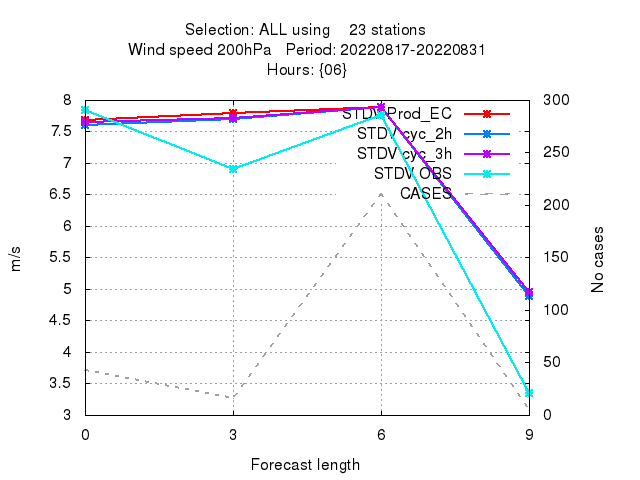 Selection: ALL using    23 stations
Wind speed 200hPa   Period: 20220817-20220831
Hours: {06}
STDV Prod_EC
STDV cyc_2h
STDV cyc_3h
STDV OBS
CASES
8
7.5
7
6.5
6
5.5
5
4.5
4
3.5
3
300
250
200
150
100
50
0
m/s
No cases
0 3 6 9
Forecast length